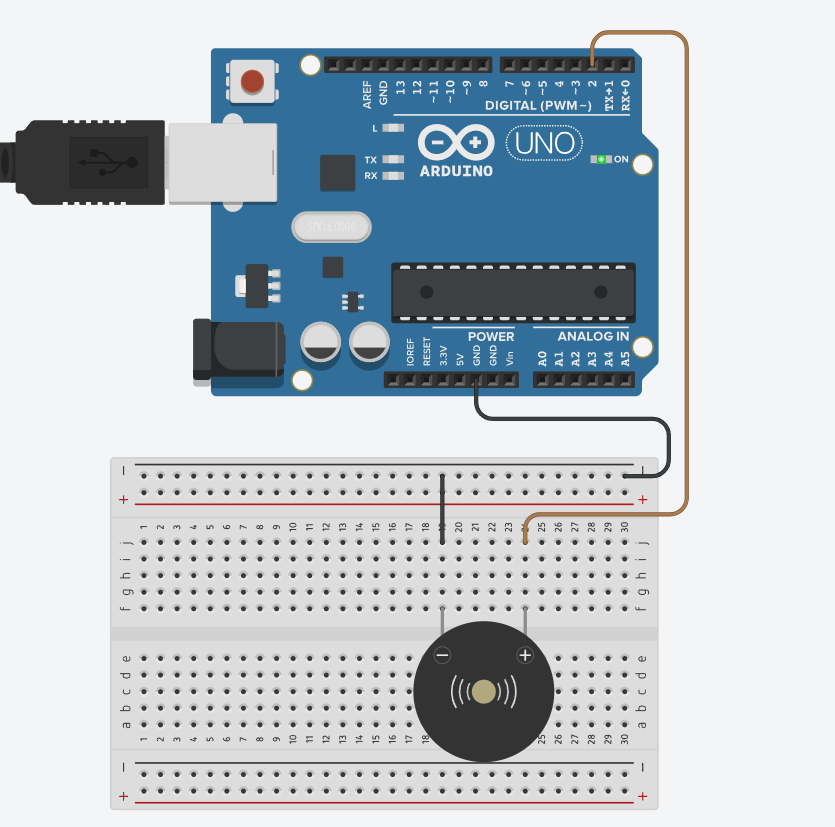 AREF GND 13 12 ~11 ~10 ~9 8 7 ~6 ~5 4 ~3 2 TX→1 RX←0
DIGITAL (PWM ~)
L
TX
RX
UNO
ON
ARDUINO
POWER
ANALOG IN
IOREF RESET 3.3V 5V GND GND Vin A0 A1 A2 A3 A4 A5
− −
+ +
1 2 3 4 5 6 7 8 9 10 11 12 13 14 15 16 17 18 20 21 22 23 25 26 27 28 29 30
j j
i i
h h
g g
f f
− +
e e
d d
c c
b b
a a
1 2 3 4 5 6 7 8 9 10 11 12 13 14 15 16 17 18 25 26 27 28 29 30
− −
+ +